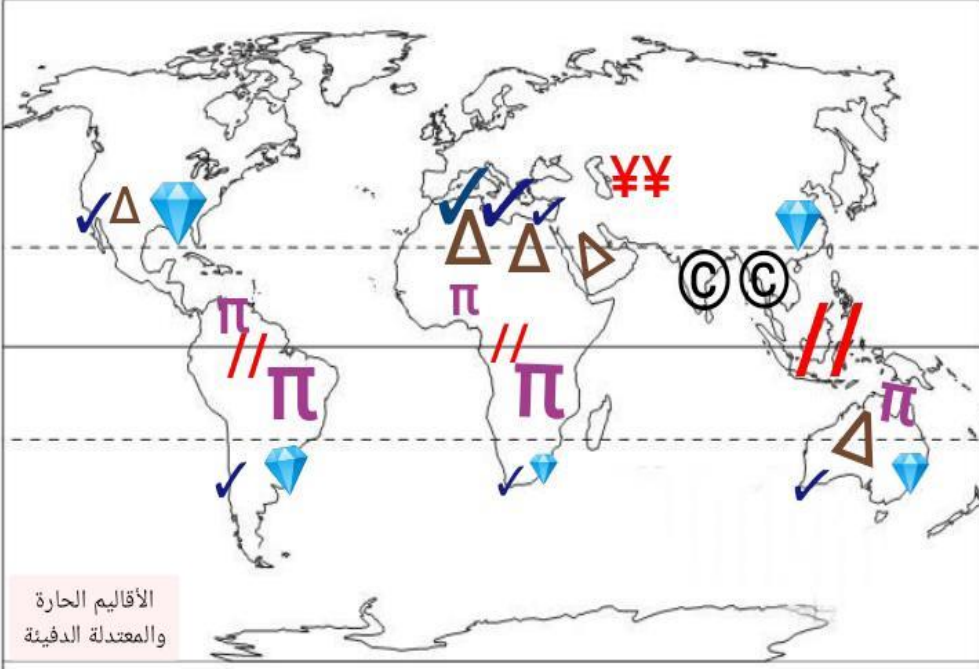 ¥¥
© ©
π
π
//
//
//
π
π
π
الأقاليم الحارة
والمعتدلة الدفيئة